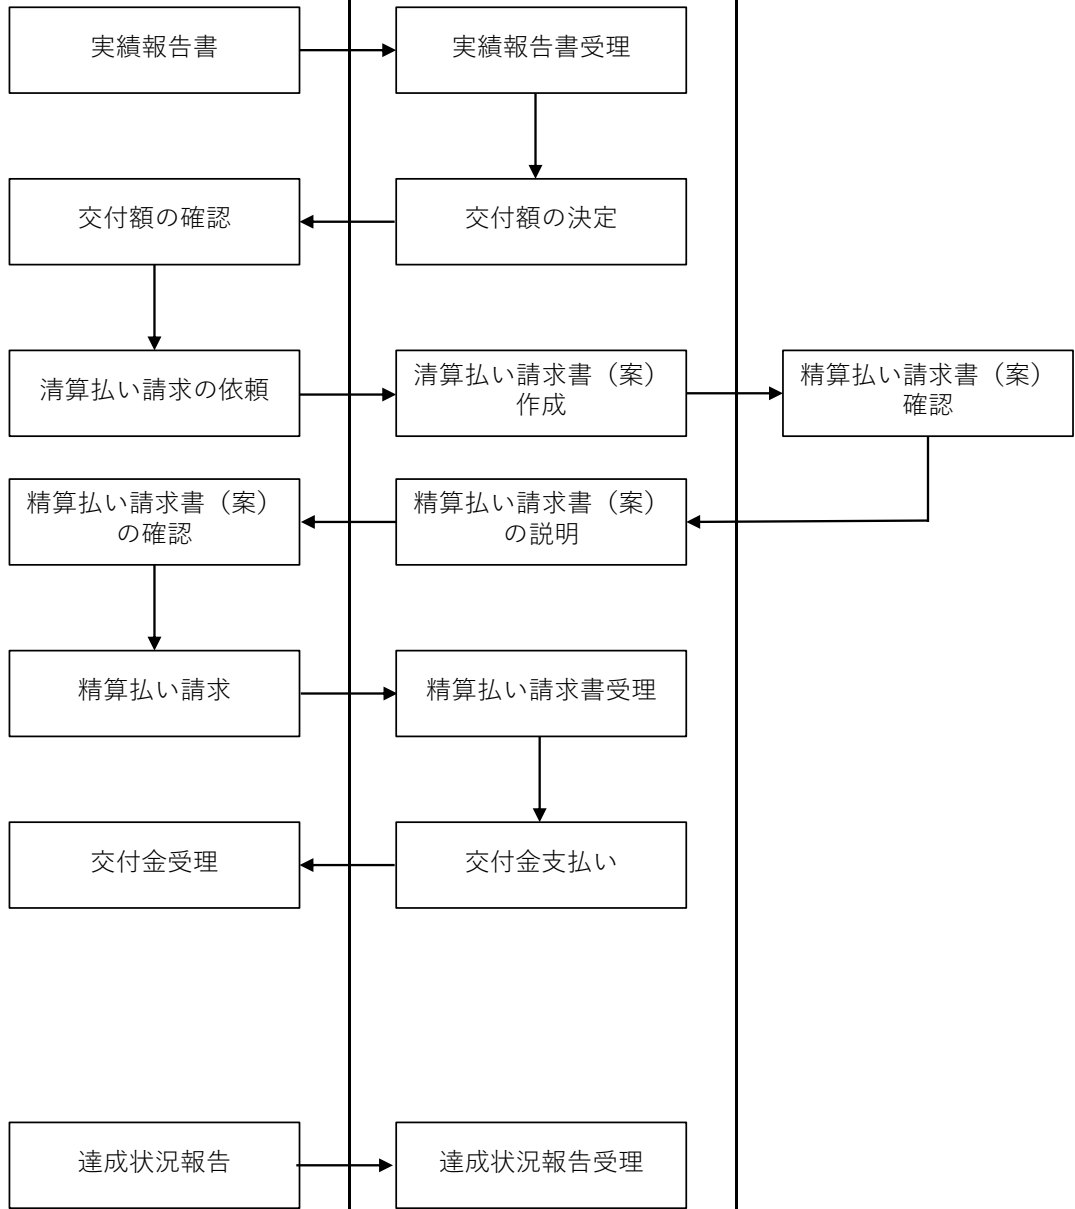 実績報告書
実績報告書受理
交付額の確認
交付額の決定
清算払い請求の依頼
清算払い請求書（案）
作成
精算払い請求書（案）
確認
精算払い請求書（案）
の確認
精算払い請求書（案）
の説明
精算払い請求
精算払い請求書受理
交付金受理
交付金支払い
達成状況報告
達成状況報告受理